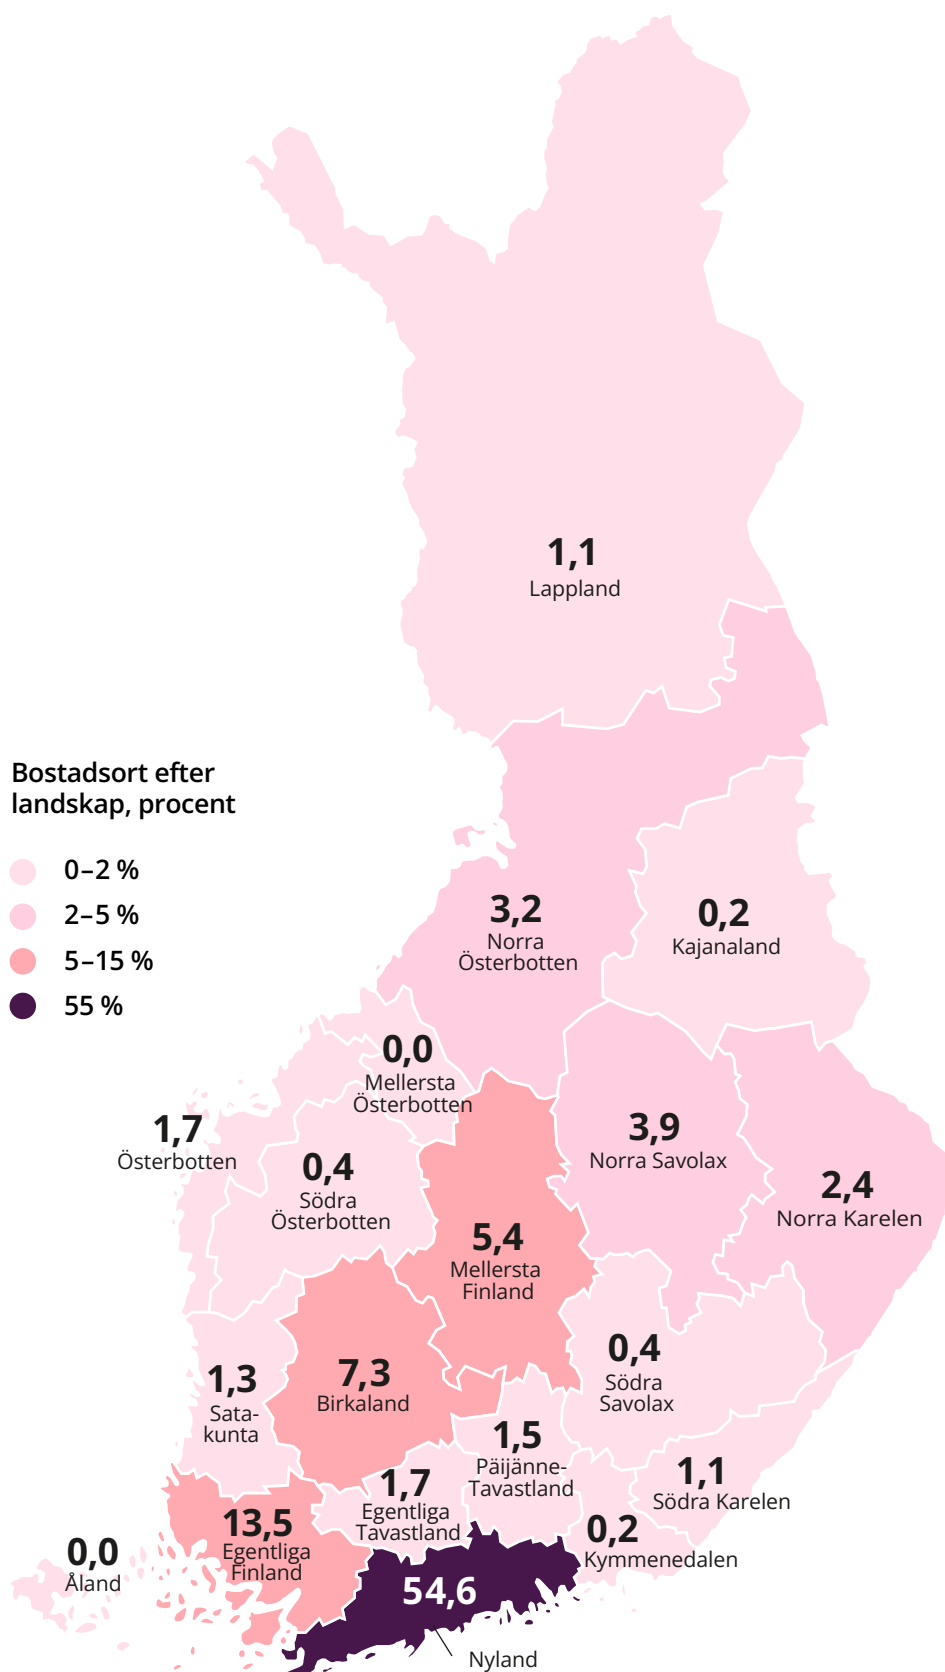 1,1
Lappland
Bostadsort efter
landskap, procent
0–2 %
2–5 %
5–15 %
55 %
3,2
Norra
Österbotten
0,2
Kajanaland
0,0
Mellersta
Österbotten
1,7
Österbotten
0,4
Södra
Österbotten
3,9
Norra Savolax
2,4
Norra Karelen
5,4
Mellersta
Finland
1,3
Sata-
kunta
7,3
Birkaland
0,4
Södra
Savolax
1,5
Päijänne-
Tavastland
1,1
Södra Karelen
1,7
Egentliga
Tavastland
13,5
Egentliga
Finland
0,2
Kymmenedalen
0,0
Åland
54,6
Nyland